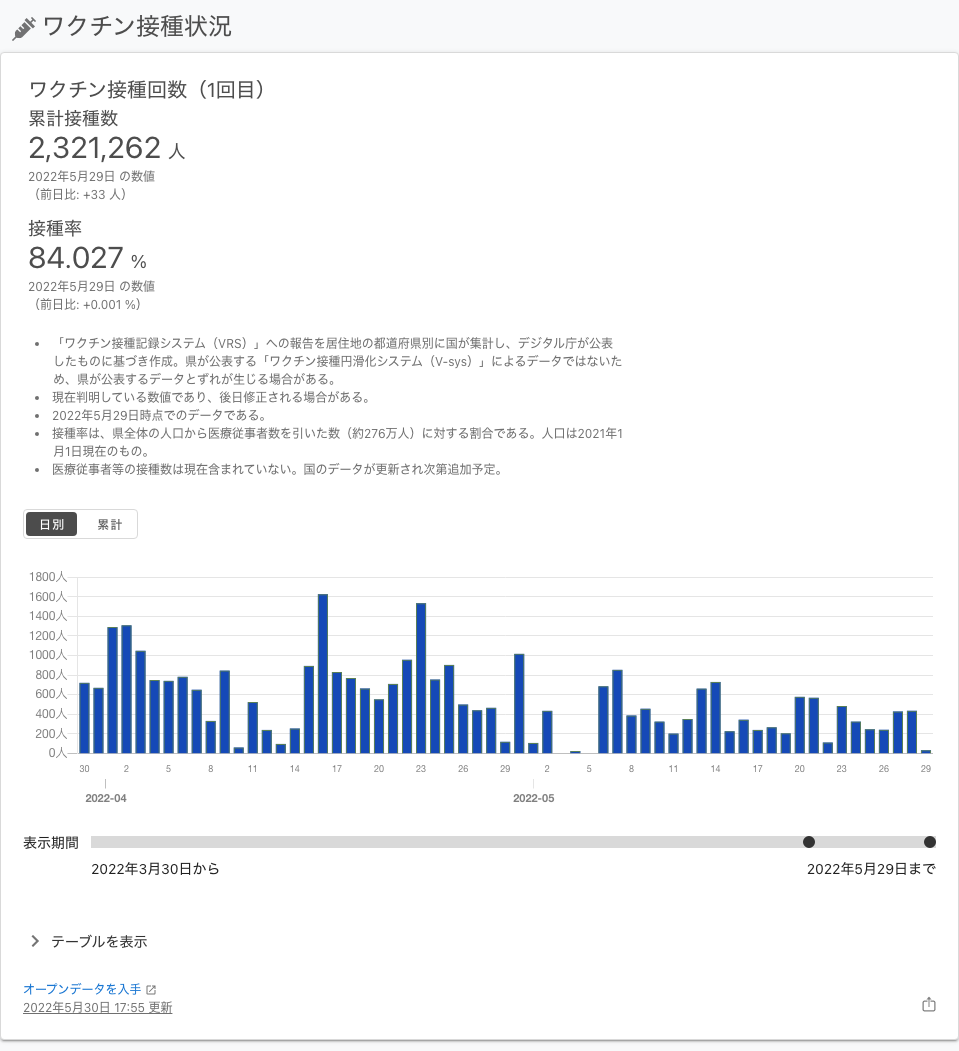 ワクチン接種状況
ワクチン接種回数（1回目）
累計接種数
2,321,262 人
2022年5月29日 の数値
（前日比: +33 人）
接種率
84.027 %
2022年5月29日 の数値
（前日比: +0.001 %）
• 「ワクチン接種記録システム（VRS）」への報告を居住地の都道府県別に国が集計し、デジタル庁が公表
したものに基づき作成。県が公表する「ワクチン接種円滑化システム（V-sys）」によるデータではないた
め、県が公表するデータとずれが生じる場合がある。
• 現在判明している数値であり、後日修正される場合がある。
• 2022年5月29日時点でのデータである。
• 接種率は、県全体の人口から医療従事者数を引いた数（約276万人）に対する割合である。人口は2021年1
月1日現在のもの。
• 医療従事者等の接種数は現在含まれていない。国のデータが更新され次第追加予定。
日別 累計
1800人
1600人
1400人
1200人
1000人
800人
600人
400人
200人
0人
30 2 5 8 11 14 17 20 23 26 29 2 5 8 11 14 17 20 23 26 29
2022-04 2022-05
表示期間
2022年3月30日から 2022年5月29日まで
テーブルを表示
オープンデータを入手
2022年5月30日 17:55 更新